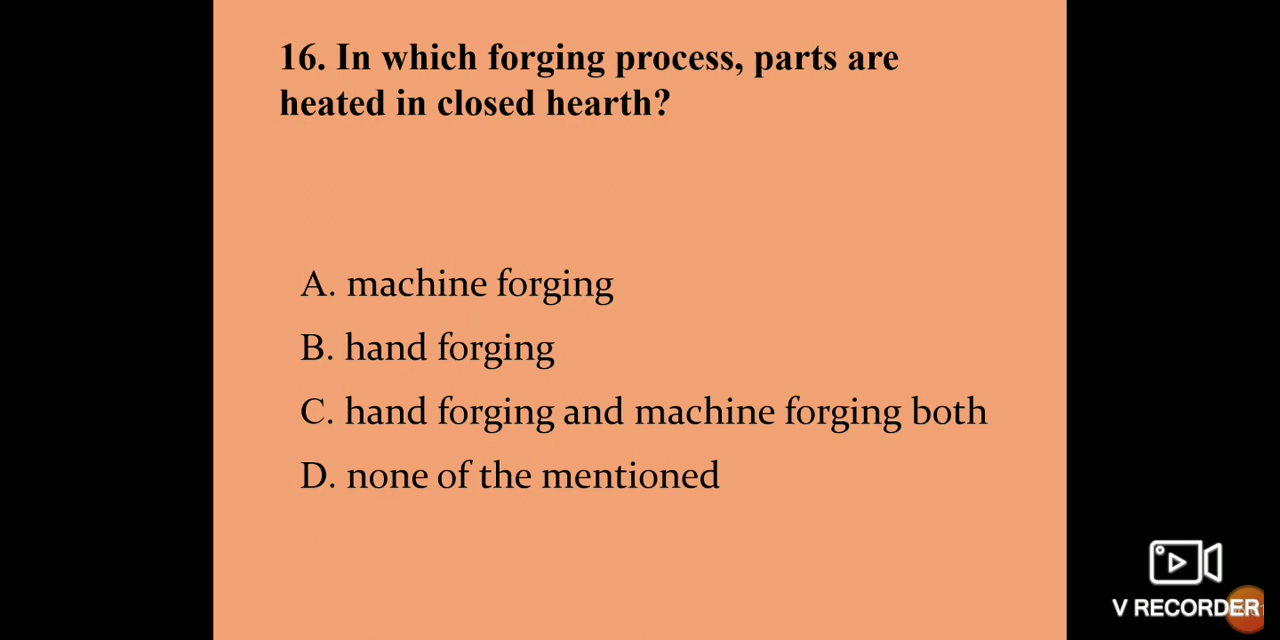 16. In which forging process, parts are
heated in closed hearth?
A. machine forging
B. hand forging
C. hand forging and machine forging both
D. none of the mentioned
V RECORDER